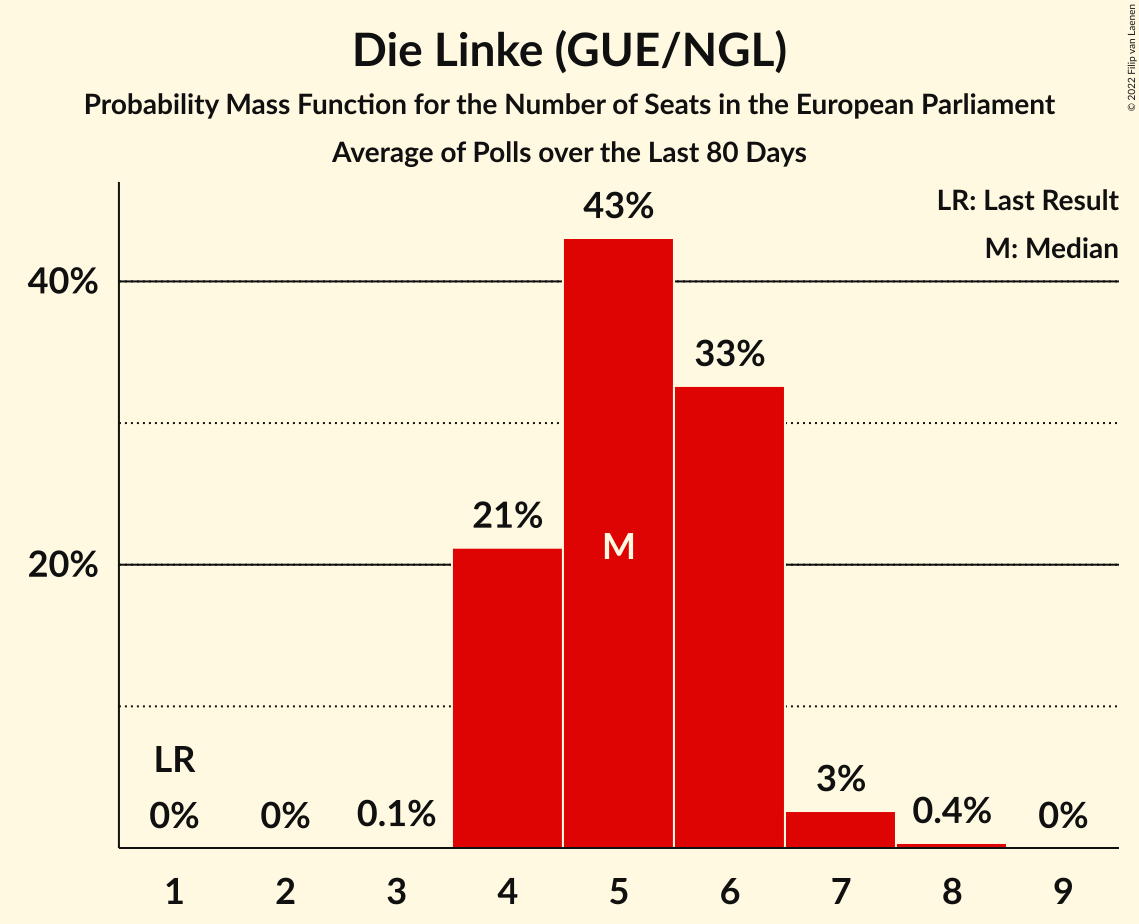 Die Linke (GUE/NGL)
Probability Mass Function for the Number of Seats in the European Parliament
Average of Polls over the Last 80 Days
© 2022 Filip van Laenen
LR: Last Result
M: Median
43%
40%
33%
21%
M
20%
LR
0%
0%
0.1%
3%
0.4%
0%
1 2 3 4 5 6 7 8 9